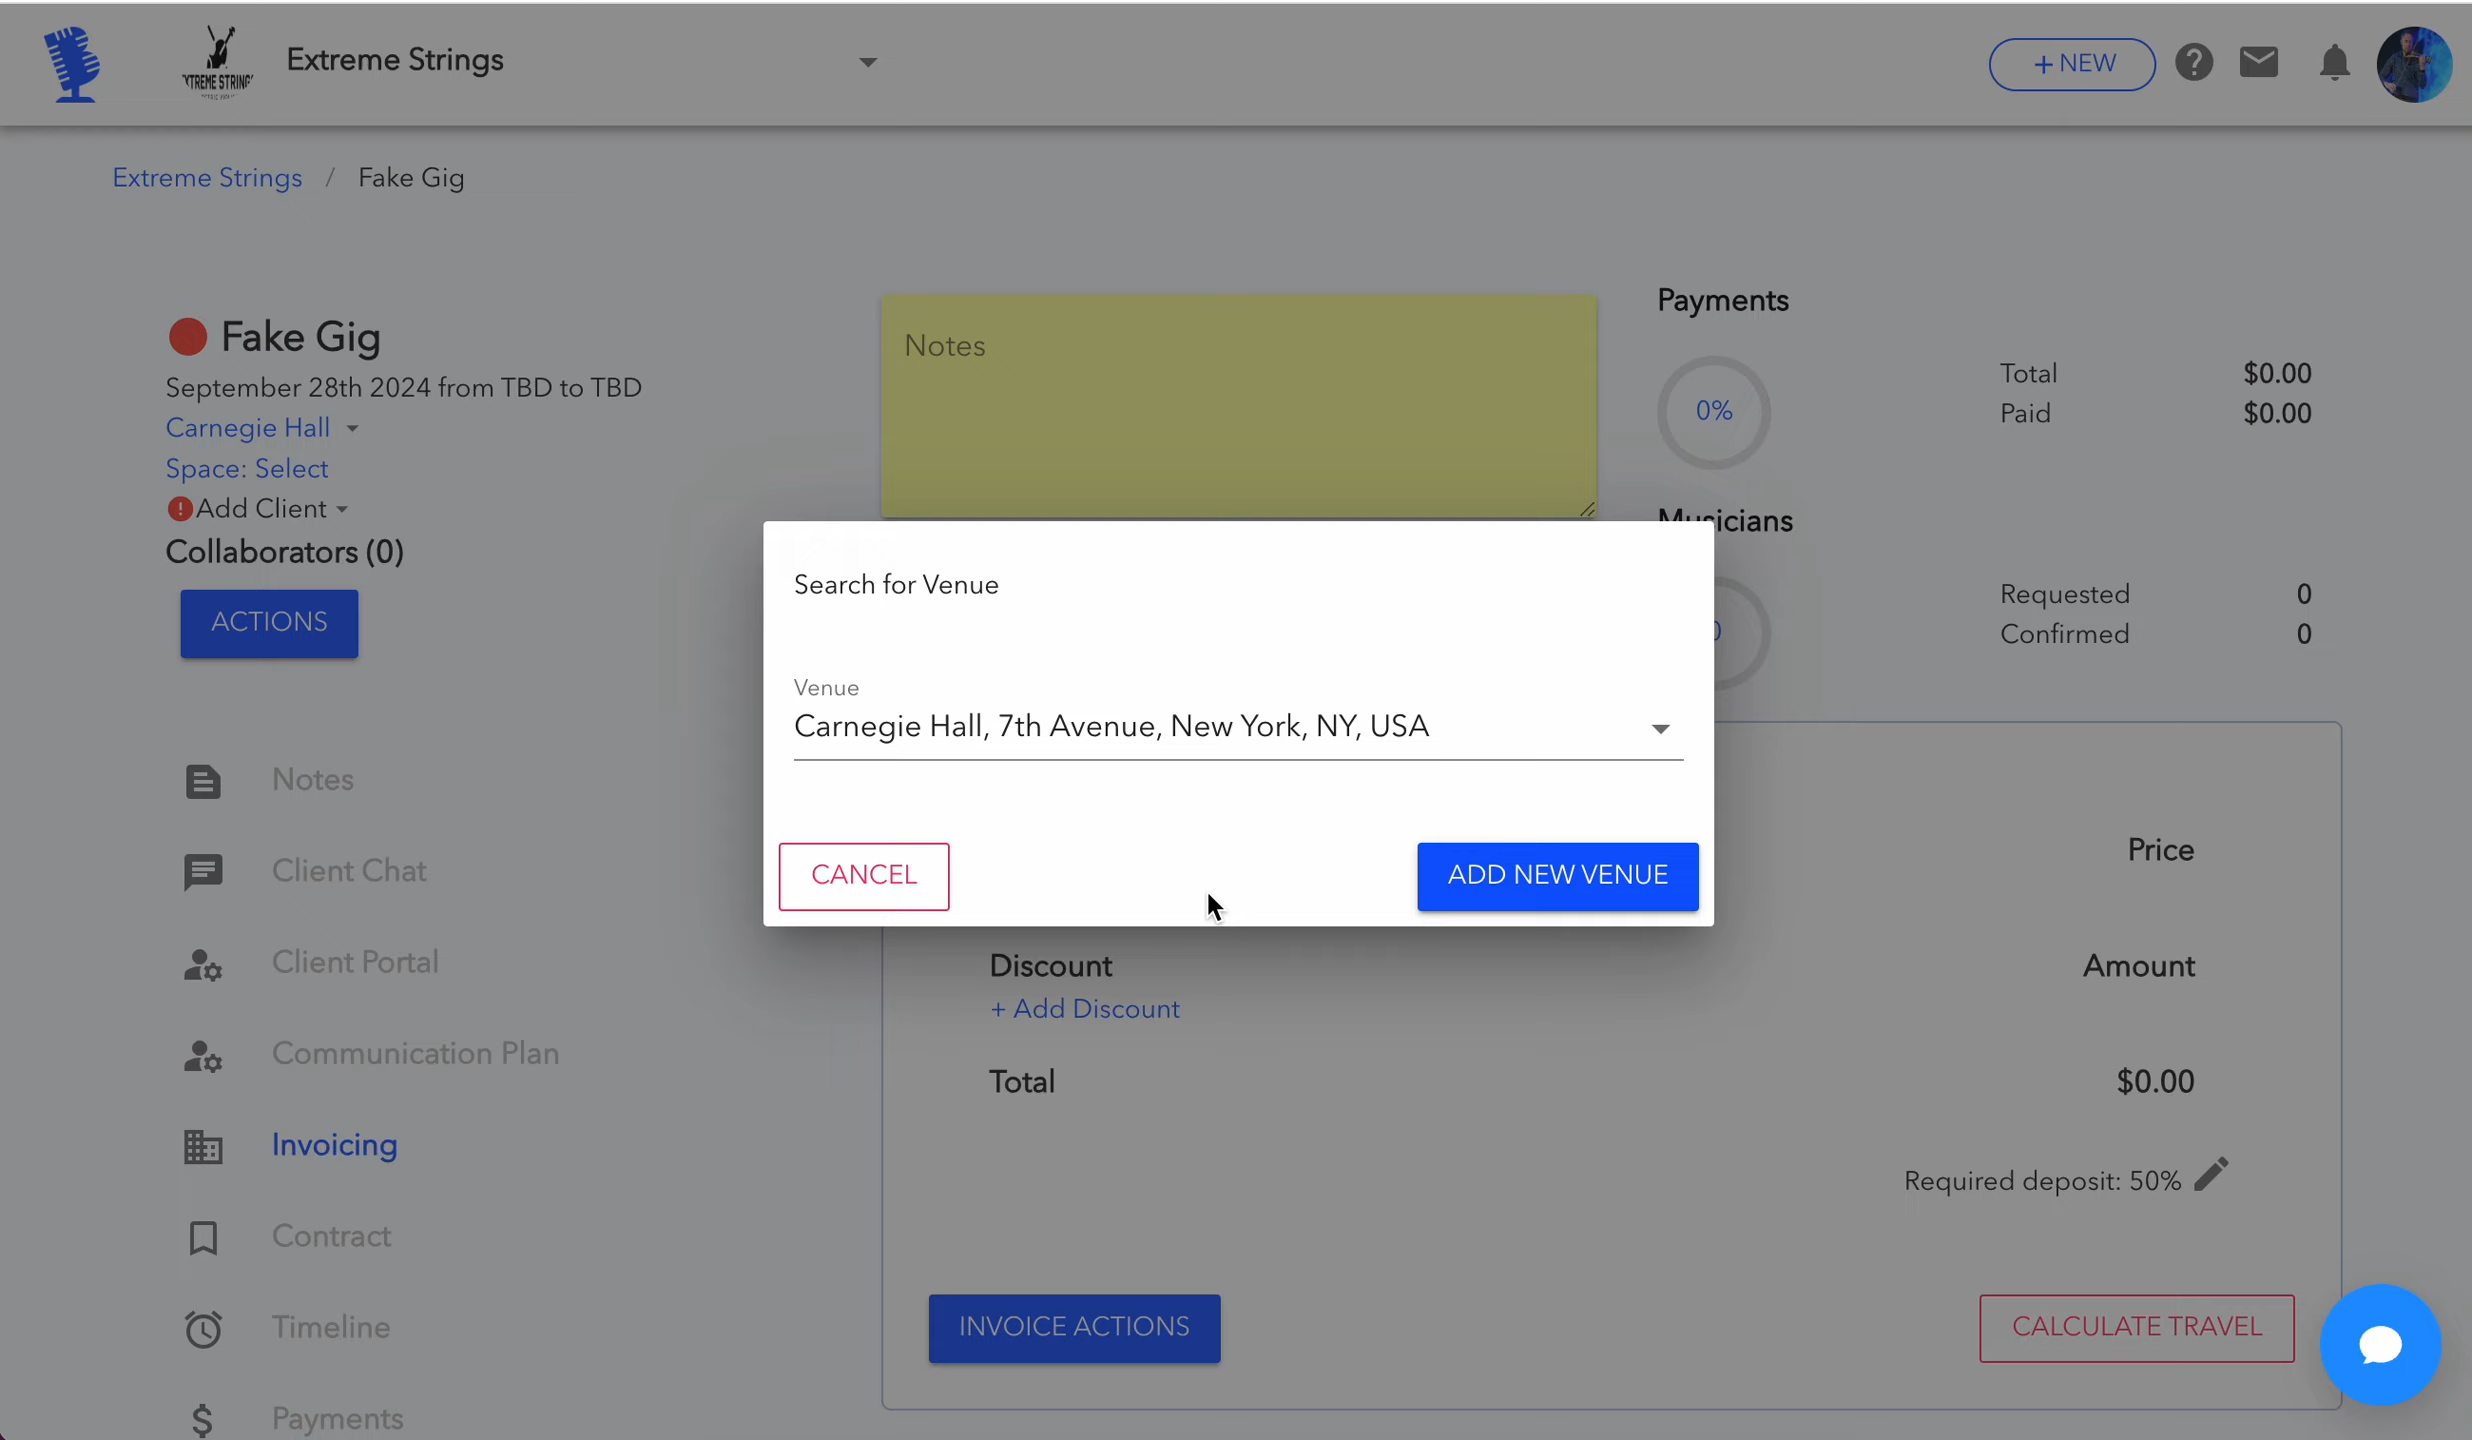 Extreme Strings
+ NEW
Extreme Strings / Fake Gig
Fake Gig
September 28th 2024 from TBD to TBD
Carnegie Hall
Space: Select
Add Client
Collaborators (0)
ACTIONS
Notes
Client Chat
Client Portal
Communication Plan
Invoicing
Contract
Timeline
Payments
Notes
Payments
0%
Total $0.00
Paid $0.00
Musicians
Requested 0
Confirmed 0
Search for Venue
Venue
Carnegie Hall, 7th Avenue, New York, NY, USA
CANCEL
ADD NEW VENUE
Price
Discount Amount
+ Add Discount
Total $0.00
Required deposit: 50%
INVOICE ACTIONS
CALCULATE TRAVEL